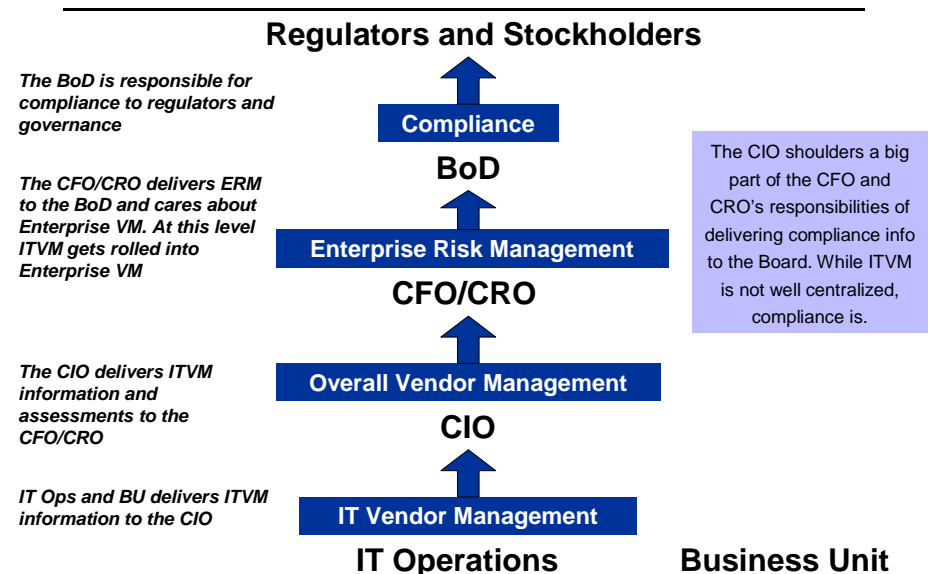 Regulators and Stockholders
The BoD is responsible for
compliance to regulators and
governance
Compliance
BoD
The CFO/CRO delivers ERM
to the BoD and cares about
Enterprise VM. At this level
ITVM gets rolled into
Enterprise VM
Enterprise Risk Management
CFO/CRO
The CIO shoulders a big
part of the CFO and
CRO’s responsibilities of
delivering compliance info
to the Board. While ITVM
is not well centralized,
compliance is.
The CIO delivers ITVM
information and
assessments to the
CFO/CRO
Overall Vendor Management
CIO
IT Ops and BU delivers ITVM
information to the CIO
IT Vendor Management
IT Operations
Business Unit